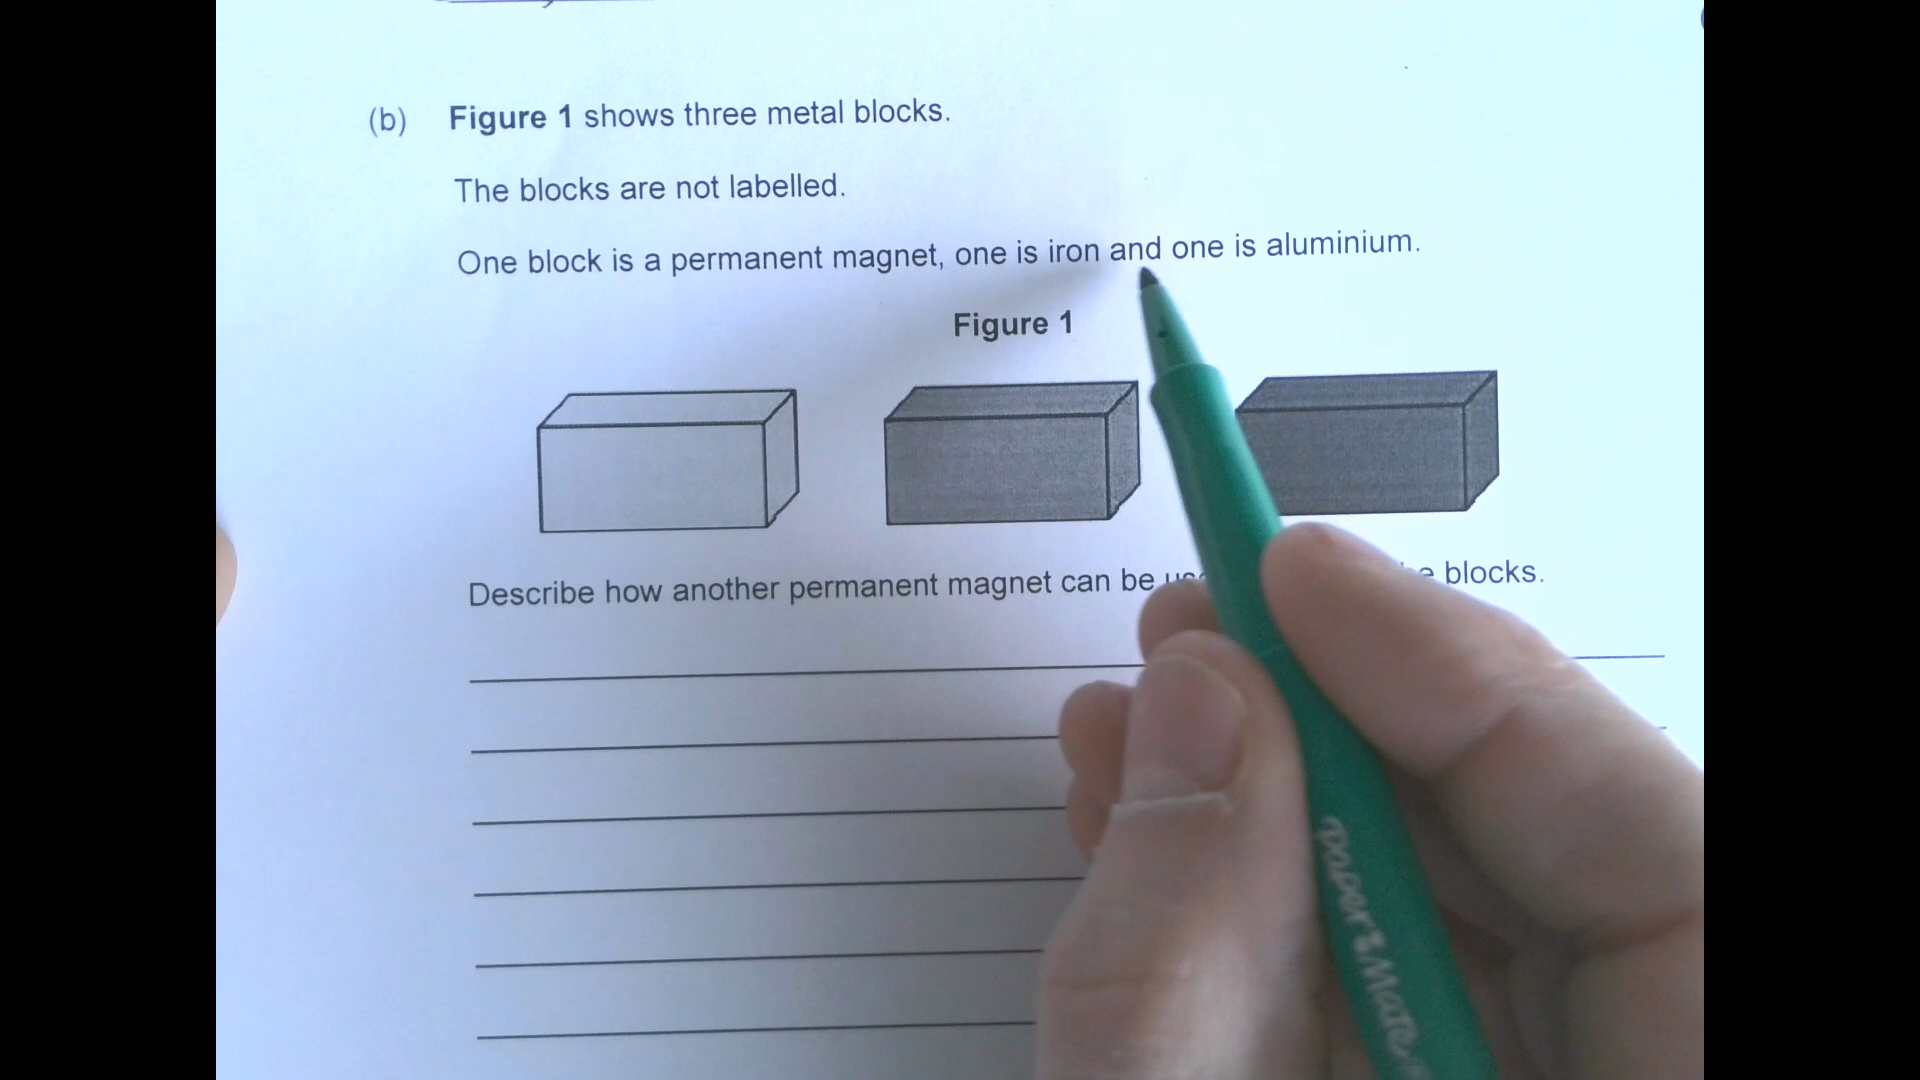 (b) Figure 1 shows three metal blocks.
The blocks are not labelled.
One block is a permanent magnet, one is iron and one is aluminium.
Figure 1
Describe how another permanent magnet can be blocks.
PaperMate